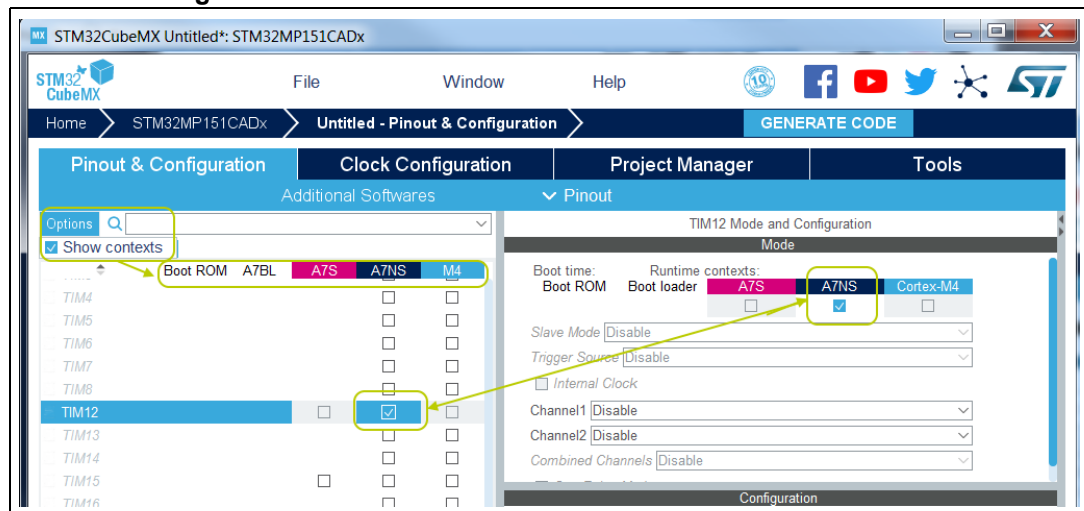 STM32CubeMX Untitled*: STM32MP151CADx
STM32 CubeMX File Window Help 10 ST
Home STM32MP151CADx Untitled - Pinout & Configuration GENERATE CODE
Pinout & Configuration Clock Configuration Project Manager Tools
Additional Softwares Pinout
Options
Show contexts
Boot ROM A7BL A7S A7NS M4
TIM4
TIM5
TIM6
TIM7
TIM8
TIM12
TIM13
TIM14
TIM15
TIM16
TIM12 Mode and Configuration
Mode
Boot time: Runtime contexts:
Boot ROM Boot loader A7S A7NS Cortex-M4
Slave Mode Disable
Trigger Source Disable
Internal Clock
Channel1 Disable
Channel2 Disable
Combined Channels Disable
Configuration